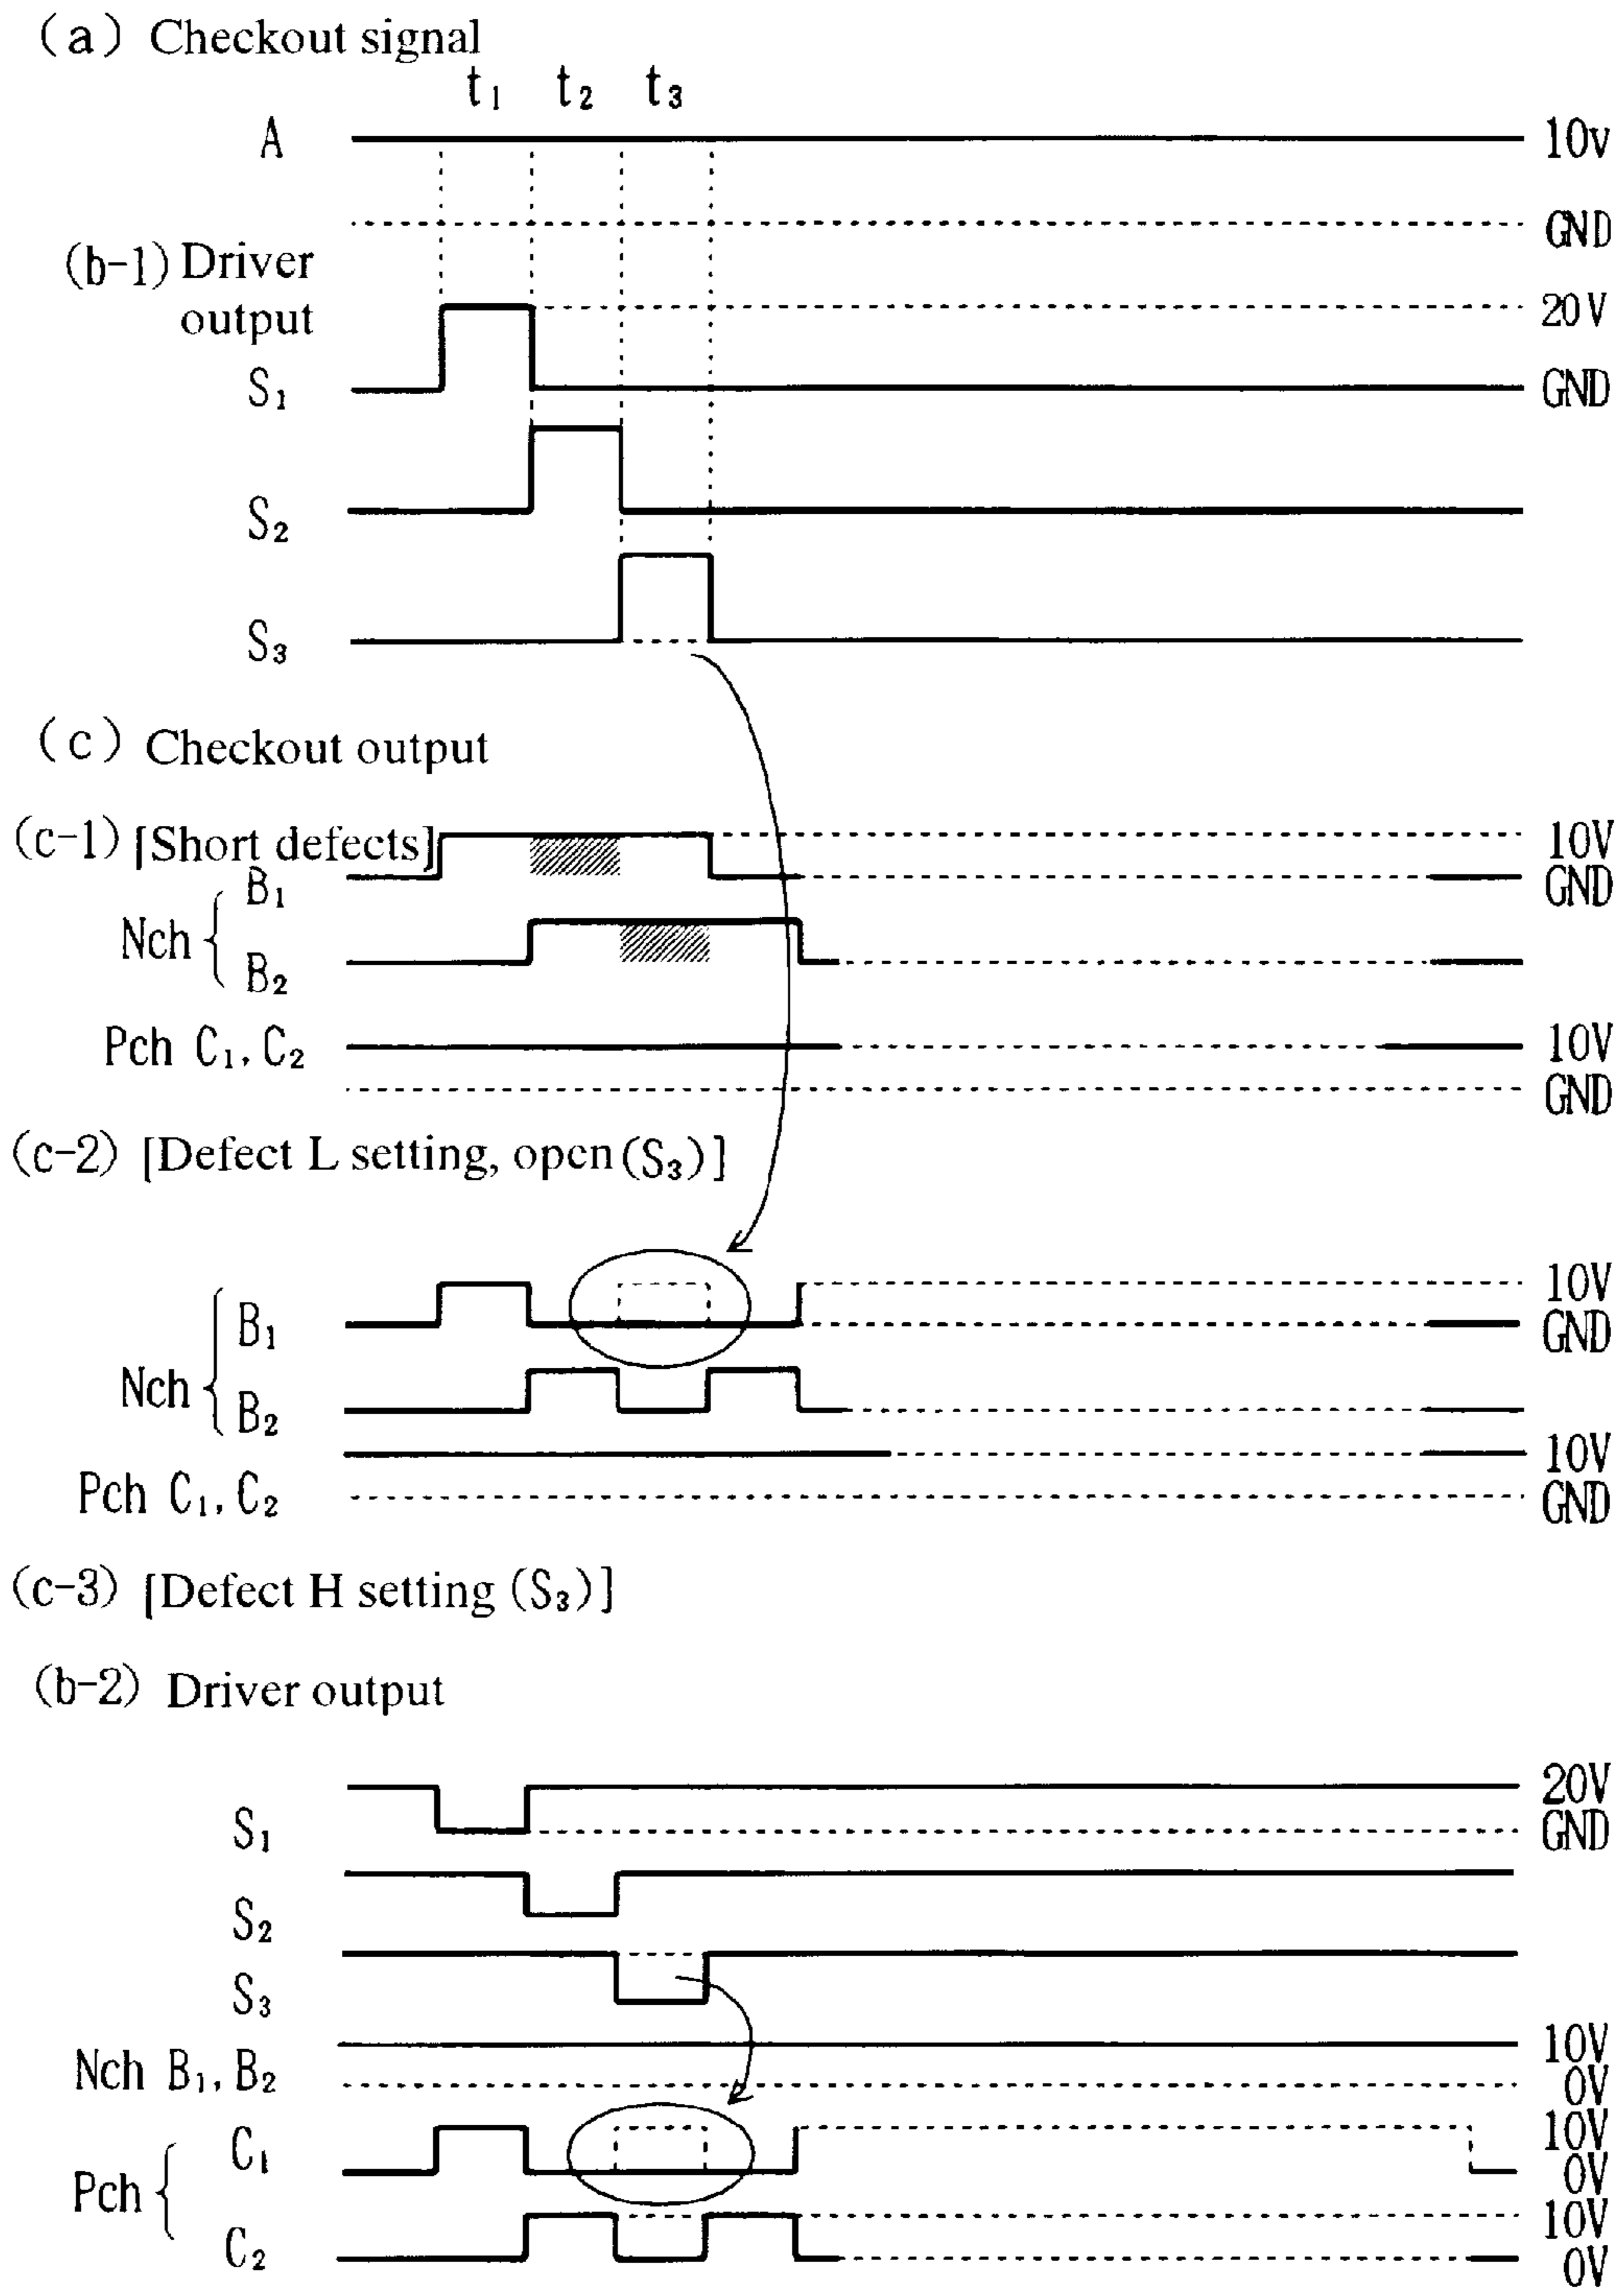 (a) Checkout signal
t₁ t₂ t₃
A 10v
GND
(b-1) Driver
output 20V
S₁ GND
S₂
S₃
(c) Checkout output
(c-1) [Short defects] 10V
B₁ GND
Nch
B₂
Pch C₁, C₂ 10V
GND
(c-2) [Defect L setting, open (S₃)]
10V
B₁ GND
Nch
B₂
10V
Pch C₁, C₂ GND
(c-3) [Defect H setting (S₃)]
(b-2) Driver output
20V
S₁ GND
S₂
S₃
10V
Nch B₁, B₂ 0V
C₁ 10V
0V
Pch
10V
C₂ 0V